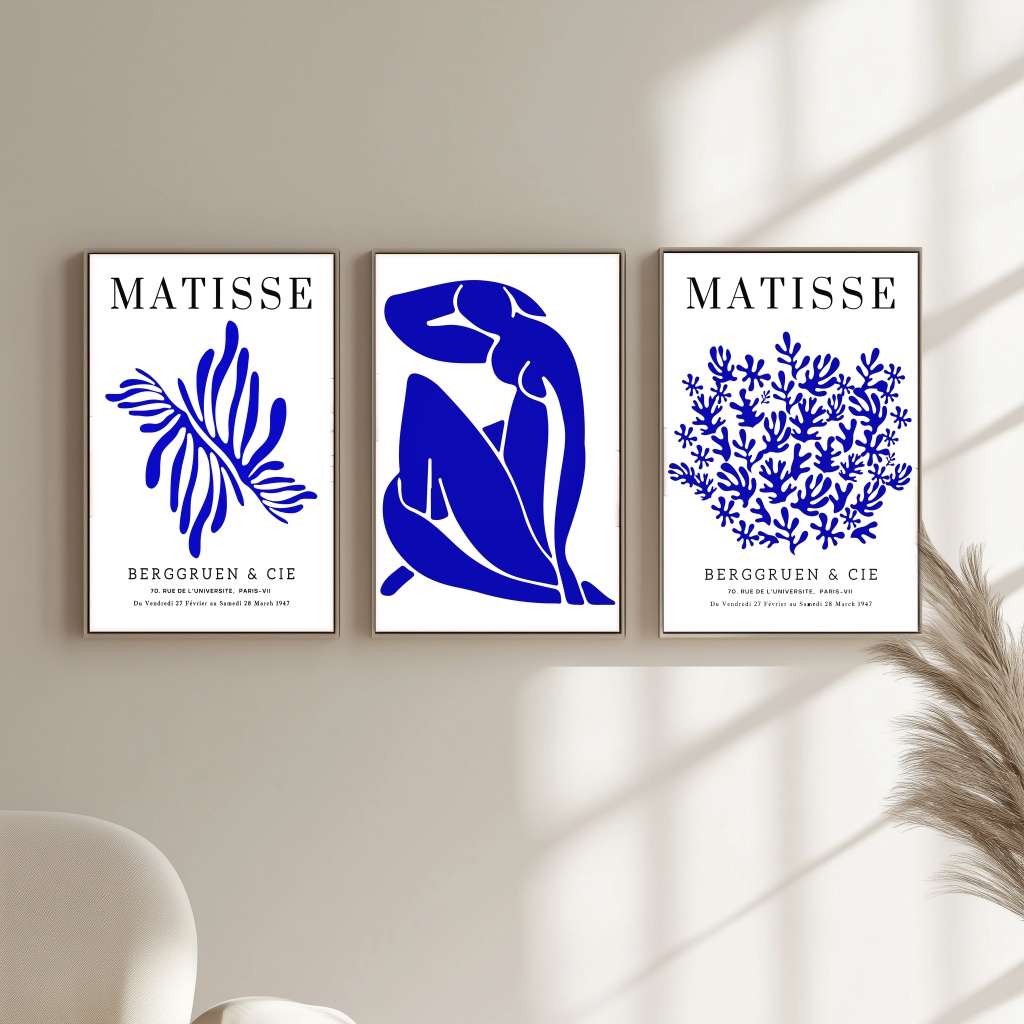 MATISSE
BERGGRUEN & CIE
70. RUE DE L'UNIVERSITE, PARIS-VII
Du Vendredi 27 Février au Samedi 28 March 1947
MATISSE
BERGGRUEN & CIE
70. RUE DE L'UNIVERSITE, PARIS-VII
Du Vendredi 27 Février au Samedi 28 March 1947